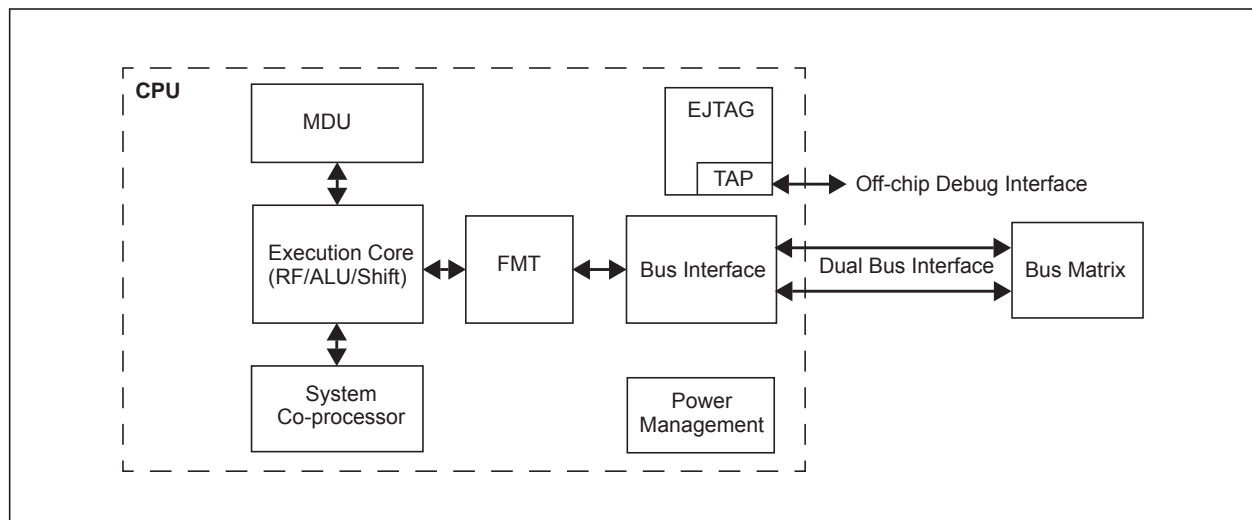 CPU
MDU
EJTAG
TAP
Off-chip Debug Interface
Execution Core
(RF/ALU/Shift)
FMT
Bus Interface
Dual Bus Interface
Bus Matrix
System
Co-processor
Power
Management